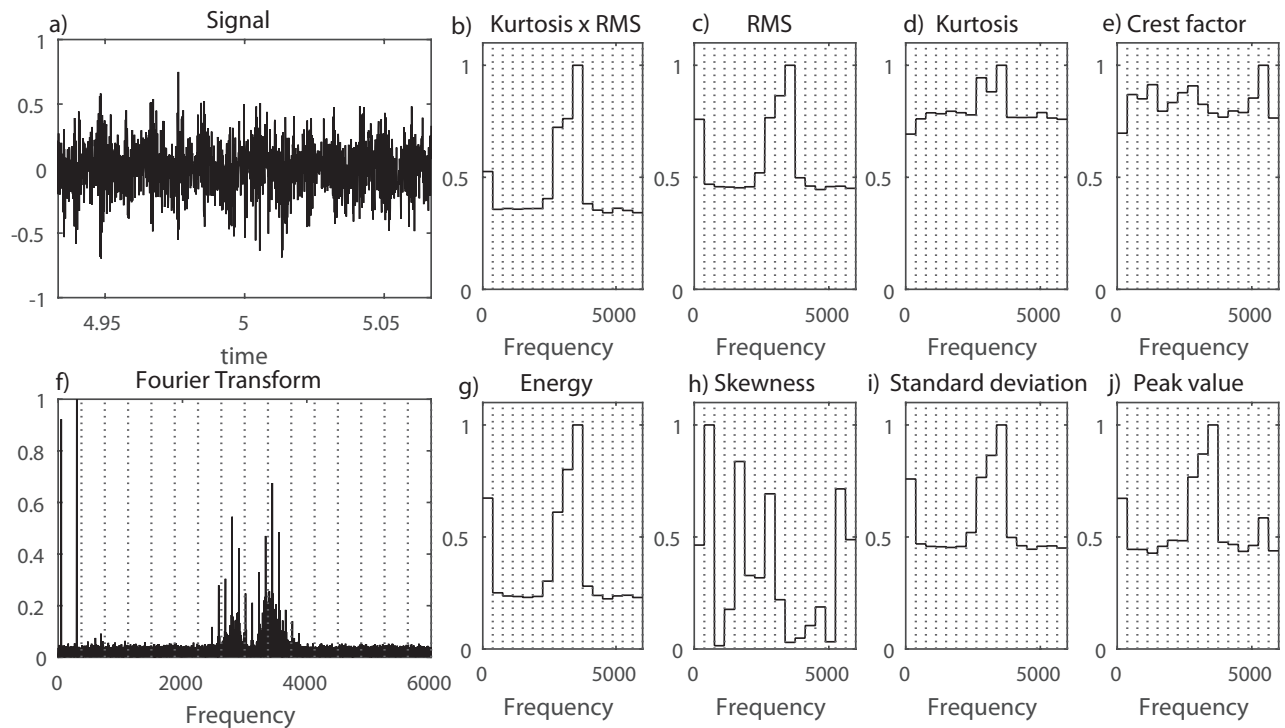 a) Signal
1
0.5
0
-0.5
-1
4.95 5 5.05
time
b) Kurtosis x RMS
1
0.5
0
0 5000
Frequency
c) RMS
1
0.5
0
0 5000
Frequency
d) Kurtosis
1
0.5
0
0 5000
Frequency
e) Crest factor
1
0.5
0
0 5000
Frequency
f) Fourier Transform
1
0.8
0.6
0.4
0.2
0
0 2000 4000 6000
Frequency
g) Energy
1
0.5
0
0 5000
Frequency
h) Skewness
1
0.5
0
0 5000
Frequency
i) Standard deviation
1
0.5
0
0 5000
Frequency
j) Peak value
1
0.5
0
0 5000
Frequency